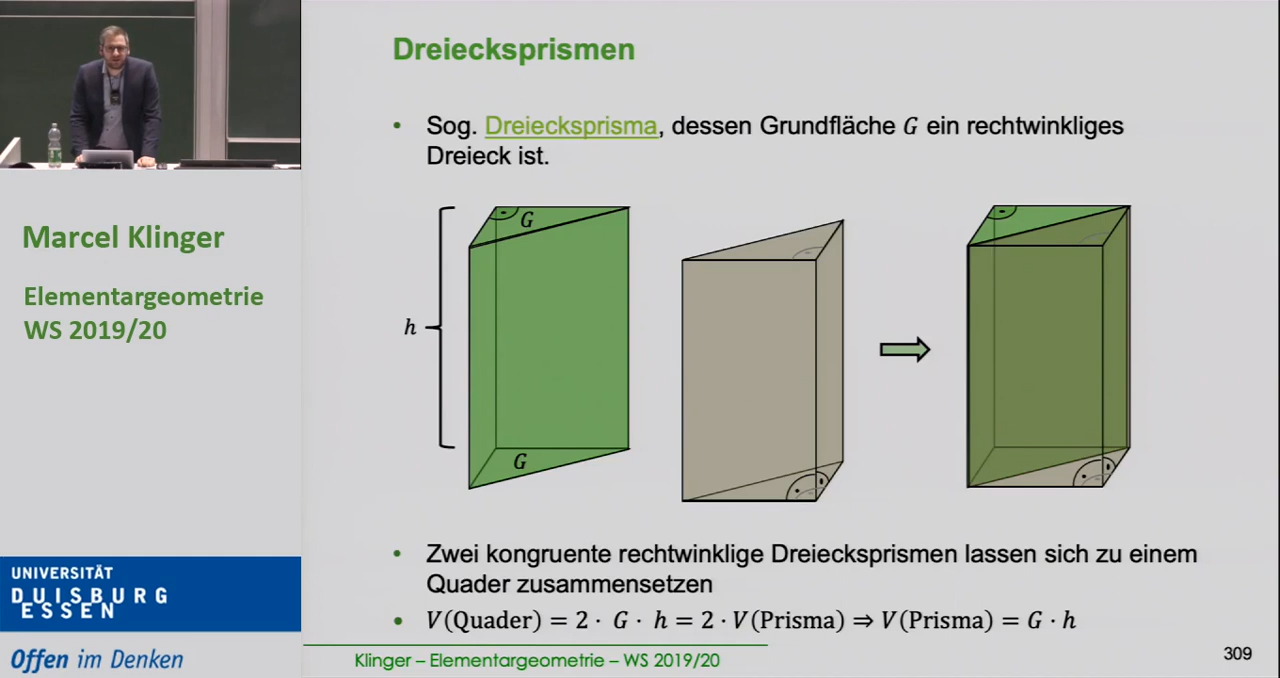 Marcel Klinger
Elementargeometrie
WS 2019/20
UNIVERSITÄT
DUISBURG
ESSEN
Offen im Denken
Dreiecksprismen
• Sog. Dreiecksprisma, dessen Grundfläche G ein rechtwinkliges
Dreieck ist.
G
h
G
• Zwei kongruente rechtwinklige Dreiecksprismen lassen sich zu einem
Quader zusammensetzen
• V(Quader) = 2 · G · h = 2 · V(Prisma) ⇒ V(Prisma) = G · h
Klinger – Elementargeometrie – WS 2019/20
309